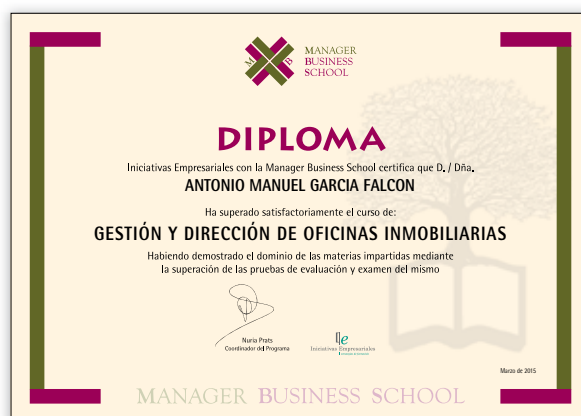 M B
MANAGER
BUSINESS
SCHOOL
DIPLOMA
Iniciativas Empresariales con la Manager Business School certifica que D. / Dña.
ANTONIO MANUEL GARCIA FALCON
Ha superado satisfactoriamente el curso de:
GESTIÓN Y DIRECCIÓN DE OFICINAS INMOBILIARIAS
Habiendo demostrado el dominio de las materias impartidas mediante
la superación de las pruebas de evaluación y examen del mismo
Nuria Prats
Coordinador del Programa
Iniciativas Empresariales
Marzo de 2015
MANAGER BUSINESS SCHOOL